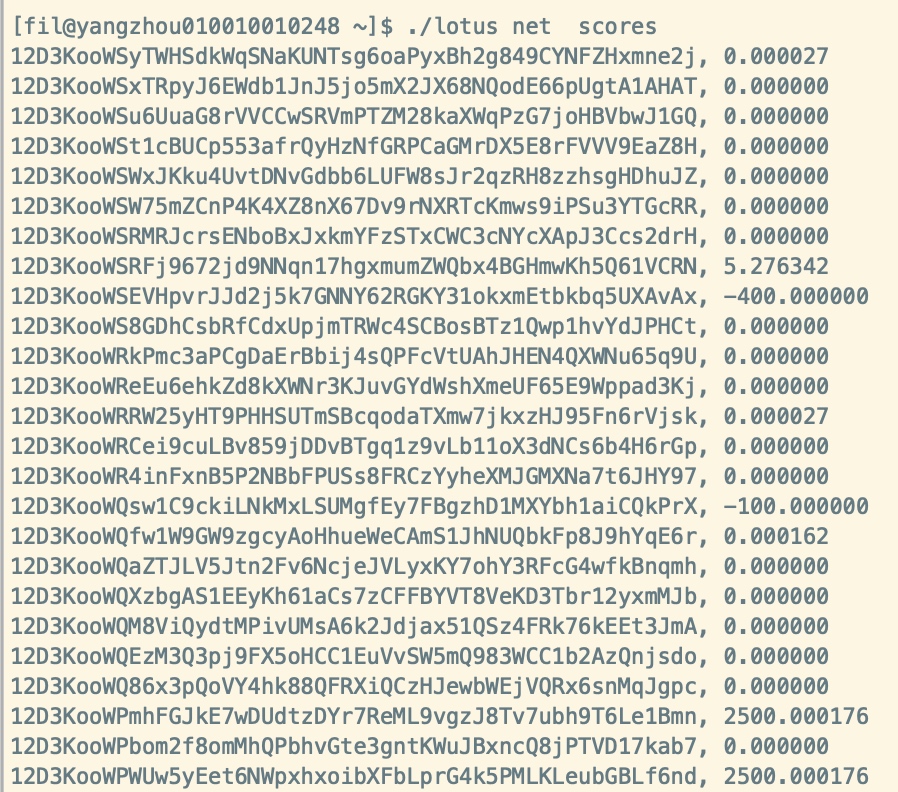 [fil@yangzhou010010010248 ~]$ ./lotus net  scores
12D3KooWSyTWHSdkWqSNaKUNTsg6oaPyxBh2g849CYNFZHxmne2j, 0.000027
12D3KooWSxTRpyJ6EWdb1JnJ5jo5mX2JX68NQodE66pUgtA1AHAT, 0.000000
12D3KooWSu6UuaG8rVVCCwSRVmPTZM28kaXWqPzG7joHBVbwJ1GQ, 0.000000
12D3KooWSt1cBUCp553afrQyHzNfGRPCaGMrDX5E8rFVVV9EaZ8H, 0.000000
12D3KooWSWxJKku4UvtDNvGdbb6LUFW8sJr2qzRH8zzhsgHDhuJZ, 0.000000
12D3KooWSW75mZCnP4K4XZ8nX67Dv9rNXRTcKmws9iPSu3YTGcRR, 0.000000
12D3KooWSRMRJcrsENboBxJxkmYFzSTxCWC3cNYcXApJ3Ccs2drH, 0.000000
12D3KooWSRFj9672jd9NNqn17hgxmumZWQbx4BGHmwKh5Q61VCRN, 5.276342
12D3KooWSEVHpvrJJd2j5k7GNNY62RGKY31okxmEtbkbq5UXAvAx, -400.000000
12D3KooWS8GDhCsbRfCdxUpjmTRWc4SCBosBTz1Qwp1hvYdJPHCt, 0.000000
12D3KooWRkPmc3aPCgDaErBbij4sQPFcVtUAhJHEN4QXWNu65q9U, 0.000000
12D3KooWReEu6ehkZd8kXWNr3KJuvGYdWshXmeUF65E9Wppad3Kj, 0.000000
12D3KooWRRW25yHT9PHHSUTmSBcqodaTXmw7jkxzHJ95Fn6rVjsk, 0.000027
12D3KooWRCei9cuLBv859jDDvBTgq1z9vLb11oX3dNCs6b4H6rGp, 0.000000
12D3KooWR4inFxnB5P2NBbFPUSs8FRCzYyheXMJGMXNa7t6JHY97, 0.000000
12D3KooWQsw1C9ckiLNkMxLSUMgfEy7FBgzhD1MXYbh1aiCQkPrX, -100.000000
12D3KooWQfw1W9GW9zgcyAoHhueWeCAmS1JhNUQbkFp8J9hYqE6r, 0.000162
12D3KooWQaZTJLV5Jtn2Fv6NcjeJVLyxKY7ohY3RFcG4wfkBnqmh, 0.000000
12D3KooWQXzbgAS1EEyKh61aCs7zCFFBYVT8VeKD3Tbr12yxmMJb, 0.000000
12D3KooWQM8ViQydtMPivUMsA6k2Jdjax51QSz4FRk76kEEt3JmA, 0.000000
12D3KooWQEzM3Q3pj9FX5oHCC1EuVvSW5mQ983WCC1b2AzQnjsdo, 0.000000
12D3KooWQ86x3pQoVY4hk88QFRXiQCzHJewbWEjVQRx6snMqJgpc, 0.000000
12D3KooWPmhFGJkE7wDUdtzDYr7ReML9vgzJ8Tv7ubh9T6Le1Bmn, 2500.000176
12D3KooWPbom2f8omMhQPbhvGte3gntKWuJBxncQ8jPTVD17kab7, 0.000000
12D3KooWPWUw5yEet6NWpxhxoibXFbLprG4k5PMLKLeubGBLf6nd, 2500.000176